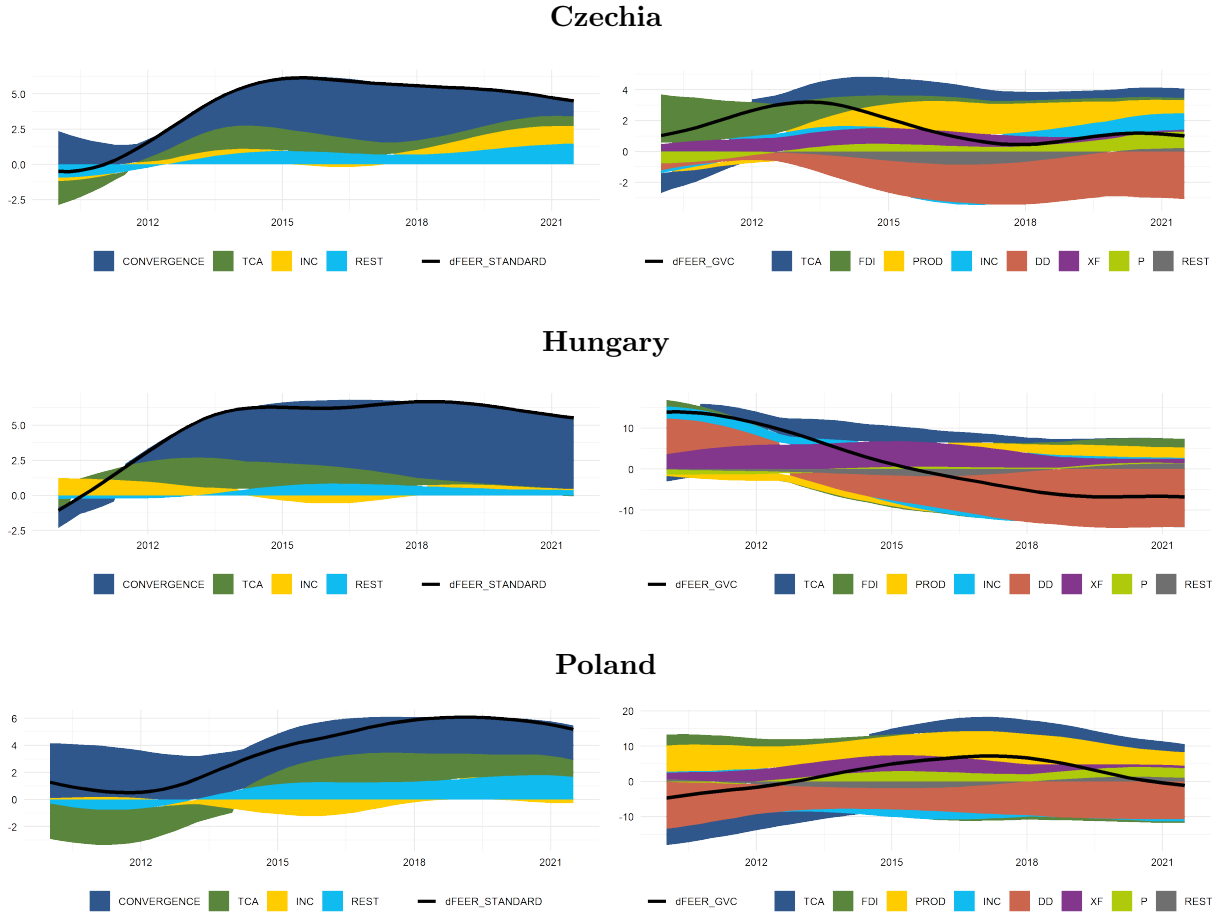 Czechia
5.0
2.5
0.0
-2.5
2012 2015 2018 2021
CONVERGENCE TCA INC REST dFEER_STANDARD
4
2
0
-2
2012 2015 2018 2021
dFEER_GVC TCA FDI PROD INC DD XF P REST
Hungary
5.0
2.5
0.0
-2.5
2012 2015 2018 2021
CONVERGENCE TCA INC REST dFEER_STANDARD
10
0
-10
2012 2015 2018 2021
dFEER_GVC TCA FDI PROD INC DD XF P REST
Poland
6
4
2
0
-2
2012 2015 2018 2021
CONVERGENCE TCA INC REST dFEER_STANDARD
20
10
0
-10
2012 2015 2018 2021
dFEER_GVC TCA FDI PROD INC DD XF P REST